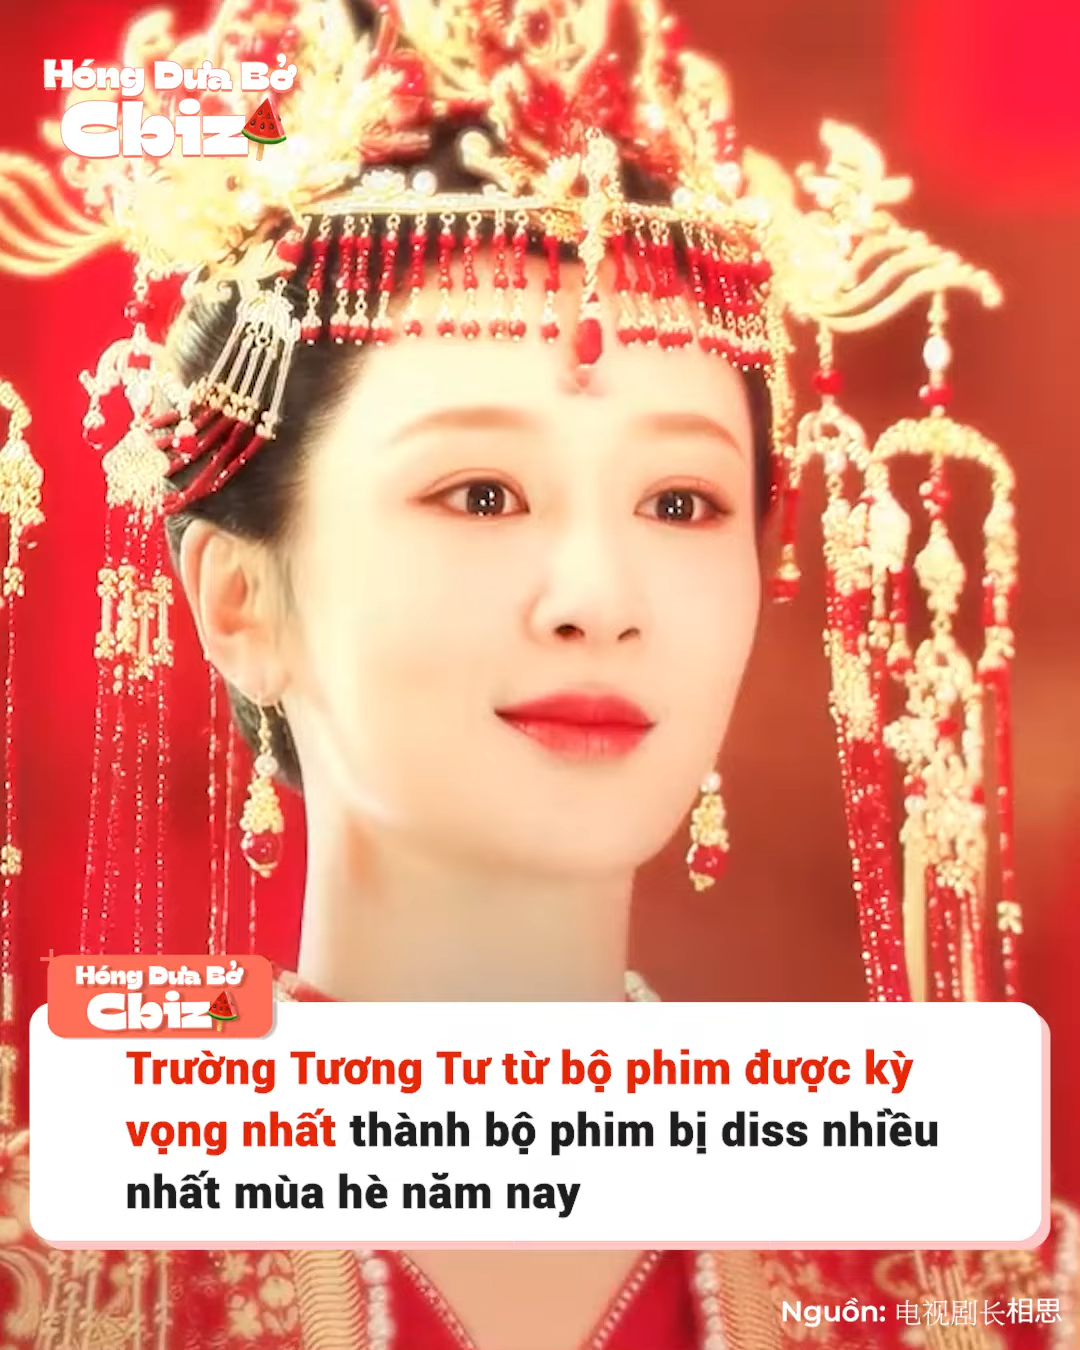 Hóng Dưa Bở
Cbiz
Hóng Dưa Bở
Cbiz
Trường Tương Tư từ bộ phim được kỳ
vọng nhất thành bộ phim bị diss nhiều
nhất mùa hè năm nay
Nguồn: 电视剧长相思